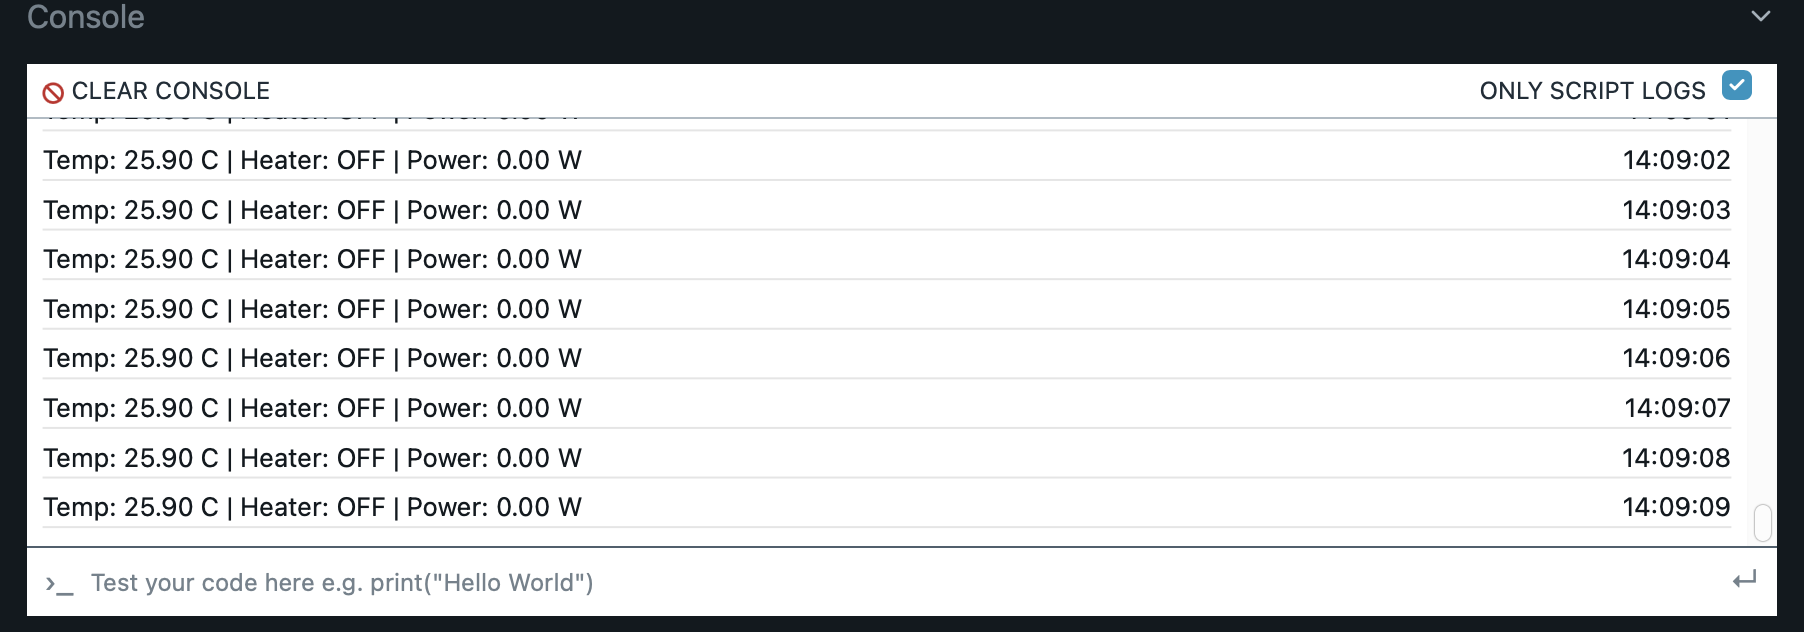 Console
CLEAR CONSOLE
ONLY SCRIPT LOGS
Temp: 25.90 C | Heater: OFF | Power: 0.00 W 14:09:02
Temp: 25.90 C | Heater: OFF | Power: 0.00 W 14:09:03
Temp: 25.90 C | Heater: OFF | Power: 0.00 W 14:09:04
Temp: 25.90 C | Heater: OFF | Power: 0.00 W 14:09:05
Temp: 25.90 C | Heater: OFF | Power: 0.00 W 14:09:06
Temp: 25.90 C | Heater: OFF | Power: 0.00 W 14:09:07
Temp: 25.90 C | Heater: OFF | Power: 0.00 W 14:09:08
Temp: 25.90 C | Heater: OFF | Power: 0.00 W 14:09:09
›_ Test your code here e.g. print("Hello World")